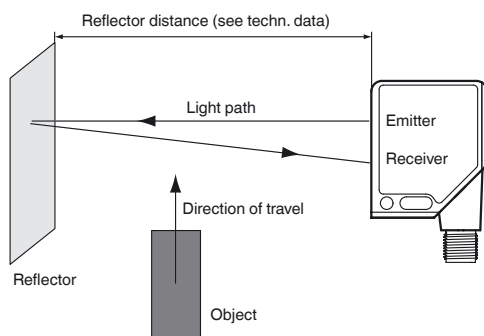 Reflector distance (see techn. data)
Light path
Emitter
Receiver
Direction of travel
Reflector
Object